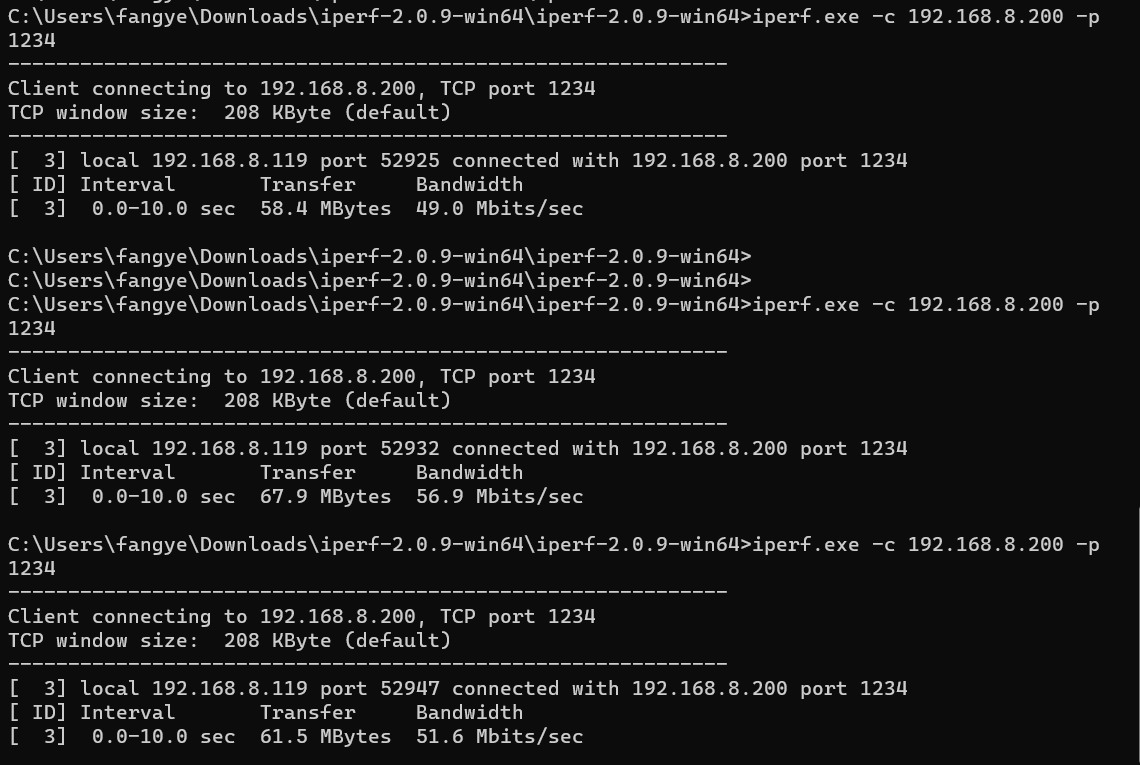 C:\Users\fangye\Downloads\iperf-2.0.9-win64\iperf-2.0.9-win64>iperf.exe -c 192.168.8.200 -p
1234
------------------------------------------------------------
Client connecting to 192.168.8.200, TCP port 1234
TCP window size:  208 KByte (default)
------------------------------------------------------------
[  3] local 192.168.8.119 port 52925 connected with 192.168.8.200 port 1234
[ ID] Interval       Transfer     Bandwidth
[  3]  0.0-10.0 sec  58.4 MBytes  49.0 Mbits/sec
C:\Users\fangye\Downloads\iperf-2.0.9-win64\iperf-2.0.9-win64>
C:\Users\fangye\Downloads\iperf-2.0.9-win64\iperf-2.0.9-win64>
C:\Users\fangye\Downloads\iperf-2.0.9-win64\iperf-2.0.9-win64>iperf.exe -c 192.168.8.200 -p
1234
------------------------------------------------------------
Client connecting to 192.168.8.200, TCP port 1234
TCP window size:  208 KByte (default)
------------------------------------------------------------
[  3] local 192.168.8.119 port 52932 connected with 192.168.8.200 port 1234
[ ID] Interval       Transfer     Bandwidth
[  3]  0.0-10.0 sec  67.9 MBytes  56.9 Mbits/sec
C:\Users\fangye\Downloads\iperf-2.0.9-win64\iperf-2.0.9-win64>iperf.exe -c 192.168.8.200 -p
1234
------------------------------------------------------------
Client connecting to 192.168.8.200, TCP port 1234
TCP window size:  208 KByte (default)
------------------------------------------------------------
[  3] local 192.168.8.119 port 52947 connected with 192.168.8.200 port 1234
[ ID] Interval       Transfer     Bandwidth
[  3]  0.0-10.0 sec  61.5 MBytes  51.6 Mbits/sec